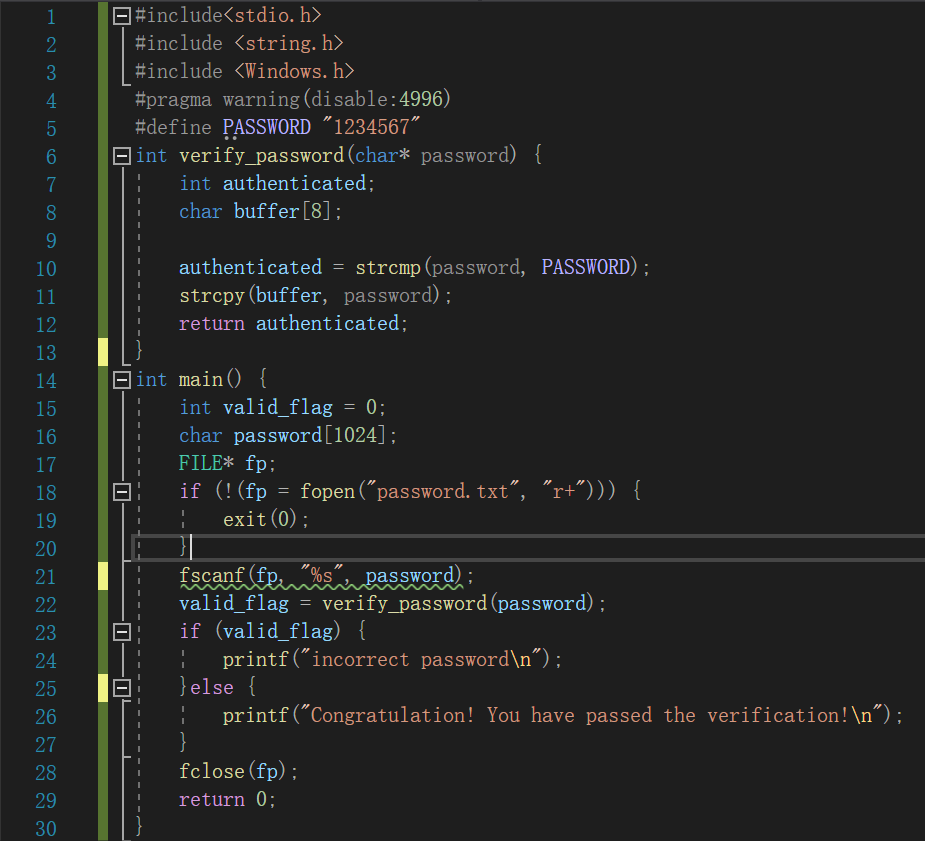 1 #include<stdio.h>
2 #include <string.h>
3 #include <Windows.h>
4 #pragma warning(disable:4996)
5 #define PASSWORD "1234567"
6 int verify_password(char* password) {
7     int authenticated;
8     char buffer[8];
9
10     authenticated = strcmp(password, PASSWORD);
11     strcpy(buffer, password);
12     return authenticated;
13 }
14 int main() {
15     int valid_flag = 0;
16     char password[1024];
17     FILE* fp;
18     if (!(fp = fopen("password.txt", "r+"))) {
19         exit(0);
20     }
21     fscanf(fp, "%s", password);
22     valid_flag = verify_password(password);
23     if (valid_flag) {
24         printf("incorrect password\n");
25     }else {
26         printf("Congratulation! You have passed the verification!\n");
27     }
28     fclose(fp);
29     return 0;
30 }